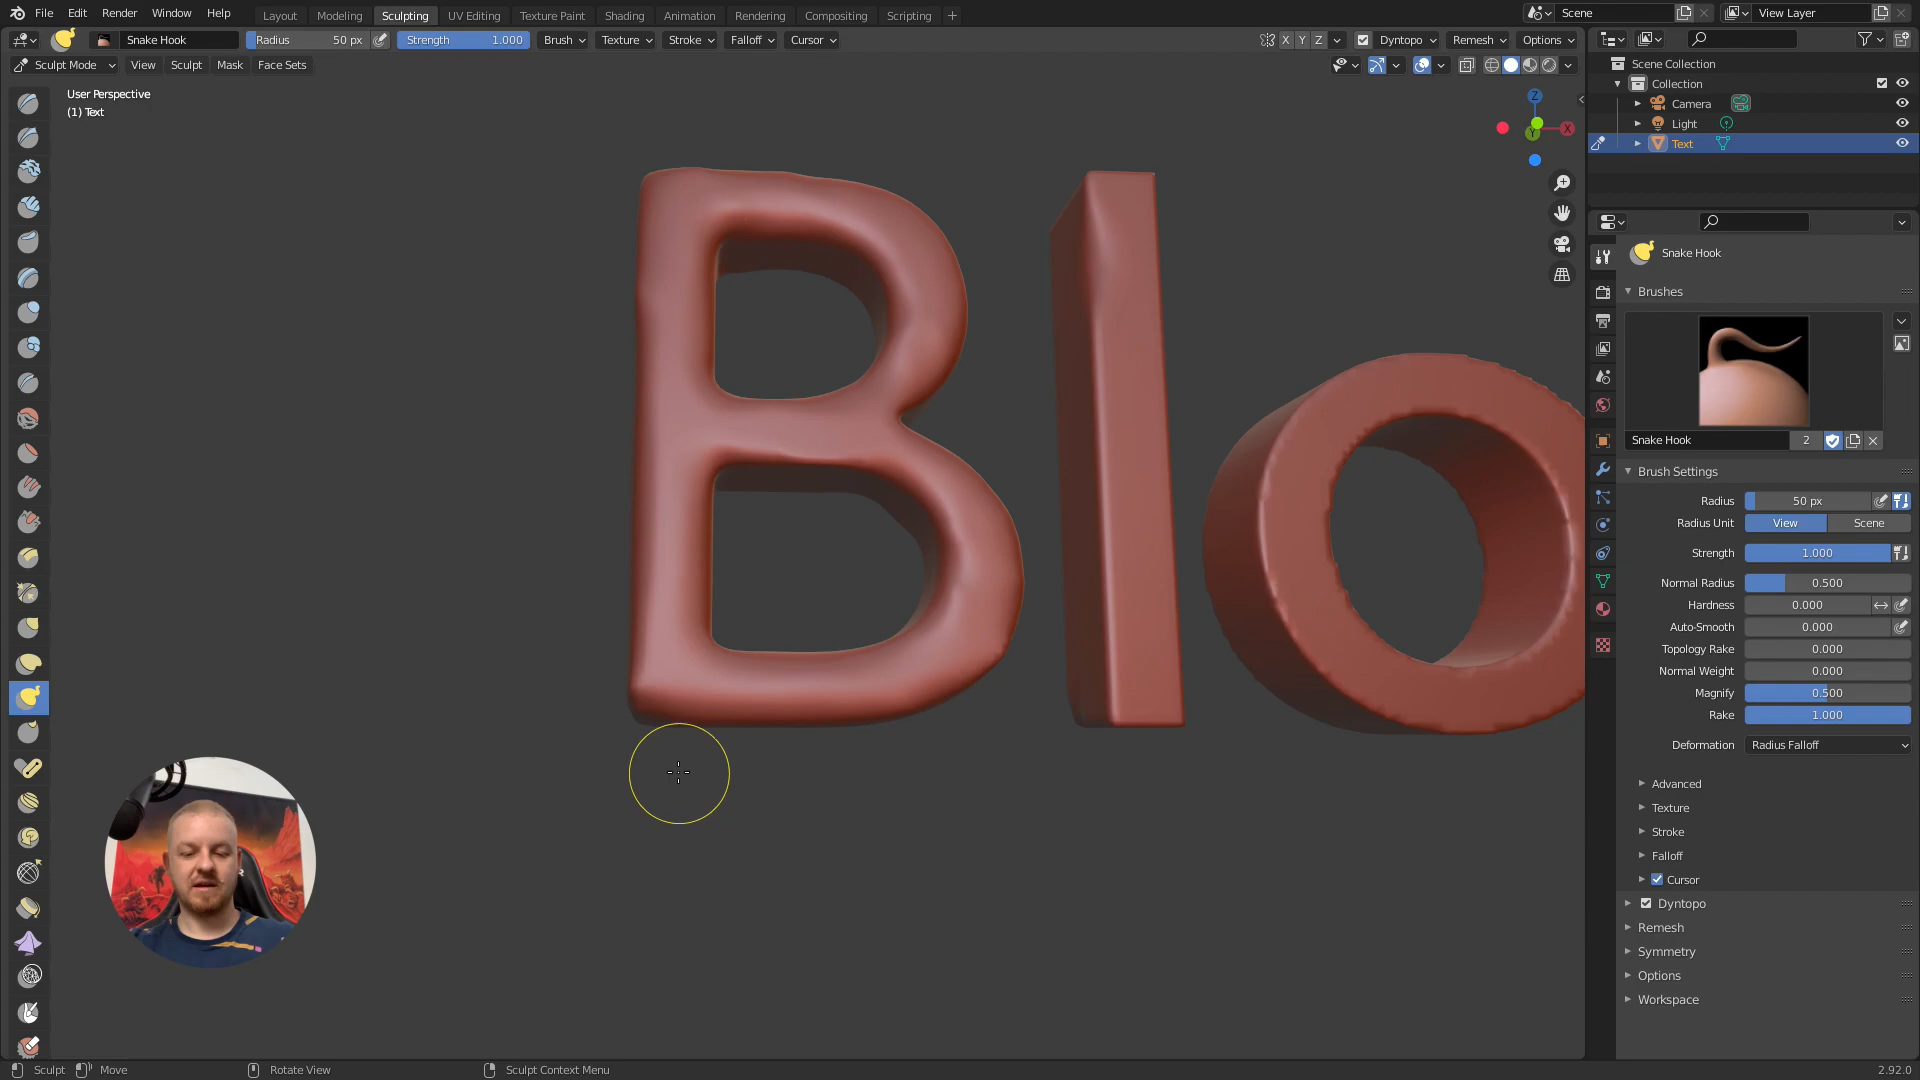 File Edit Render Window Help Layout Modeling Sculpting UV Editing Texture Paint Shading Animation Rendering Compositing Scripting + Scene View Layer
Snake Hook Radius 50 px Strength 1.000 Brush Texture Stroke Falloff Cursor X Y Z Dyntopo Remesh Options
Sculpt Mode View Sculpt Mask Face Sets
User Perspective
(1) Text
Z
X
Y
Blo
Scene Collection
Collection
Camera
Light
Text
Snake Hook
Brushes
Snake Hook 2
Brush Settings
Radius 50 px
Radius Unit View Scene
Strength 1.000
Normal Radius 0.500
Hardness 0.000
Auto-Smooth 0.000
Topology Rake 0.000
Normal Weight 0.000
Magnify 0.500
Rake 1.000
Deformation Radius Falloff
Advanced
Texture
Stroke
Falloff
Cursor
Dyntopo
Remesh
Symmetry
Options
Workspace
Sculpt Move Rotate View Sculpt Context Menu 2.92.0